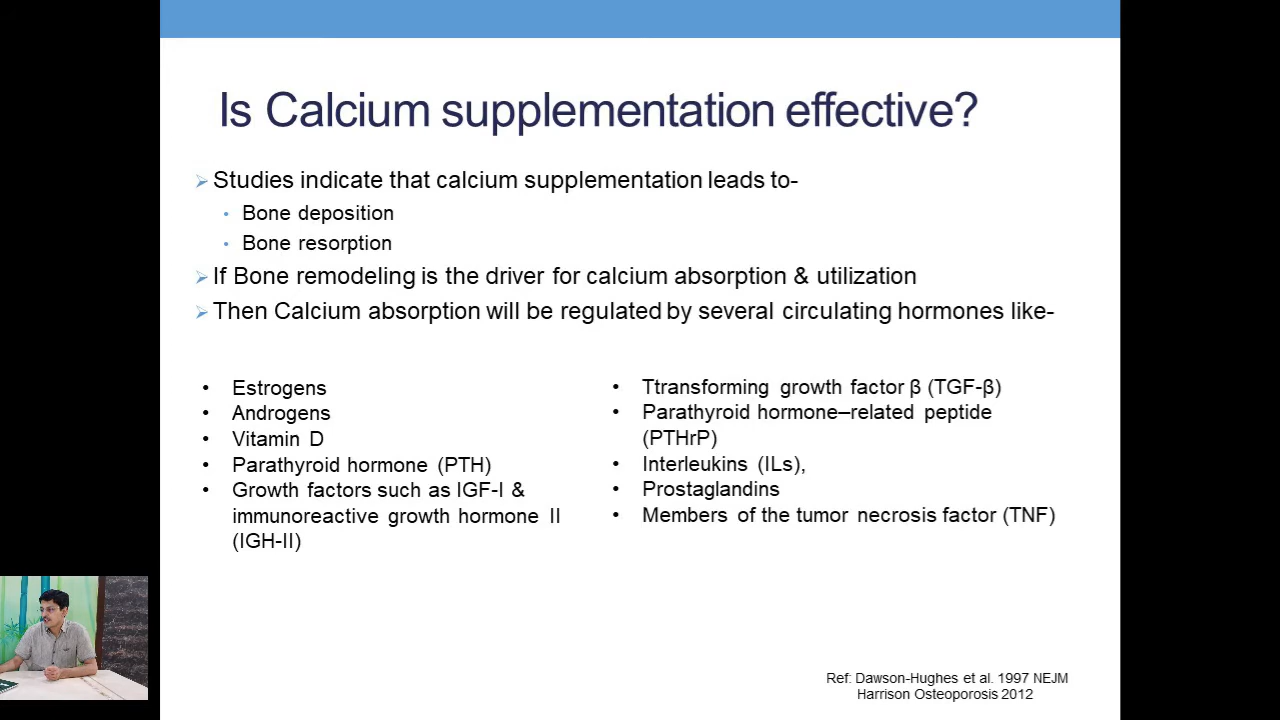 Is Calcium supplementation effective?
Studies indicate that calcium supplementation leads to-
Bone deposition
Bone resorption
If Bone remodeling is the driver for calcium absorption & utilization
Then Calcium absorption will be regulated by several circulating hormones like-
Estrogens
Androgens
Vitamin D
Parathyroid hormone (PTH)
Growth factors such as IGF-I &
immunoreactive growth hormone II
(IGH-II)
Ttransforming growth factor β (TGF-β)
Parathyroid hormone–related peptide
(PTHrP)
Interleukins (ILs),
Prostaglandins
Members of the tumor necrosis factor (TNF)
Ref: Dawson-Hughes et al. 1997 NEJM
Harrison Osteoporosis 2012